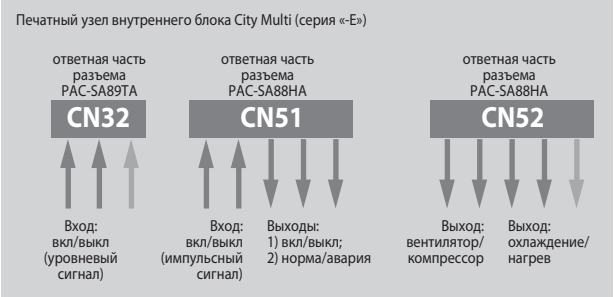 Печатный узел внутреннего блока City Multi (серия «-E»)
ответная часть
разъема
PAC-SA89TA
CN32
Вход:
вкл/выкл
(уровневый
сигнал)
ответная часть
разъема
PAC-SA88HA
CN51
Вход:
вкл/выкл
(импульсный
сигнал)
Выходы:
1) вкл/выкл;
2) норма/авария
ответная часть
разъема
PAC-SA88HA
CN52
Выход:
вентилятор/
компрессор
Выход:
охлаждение/
нагрев